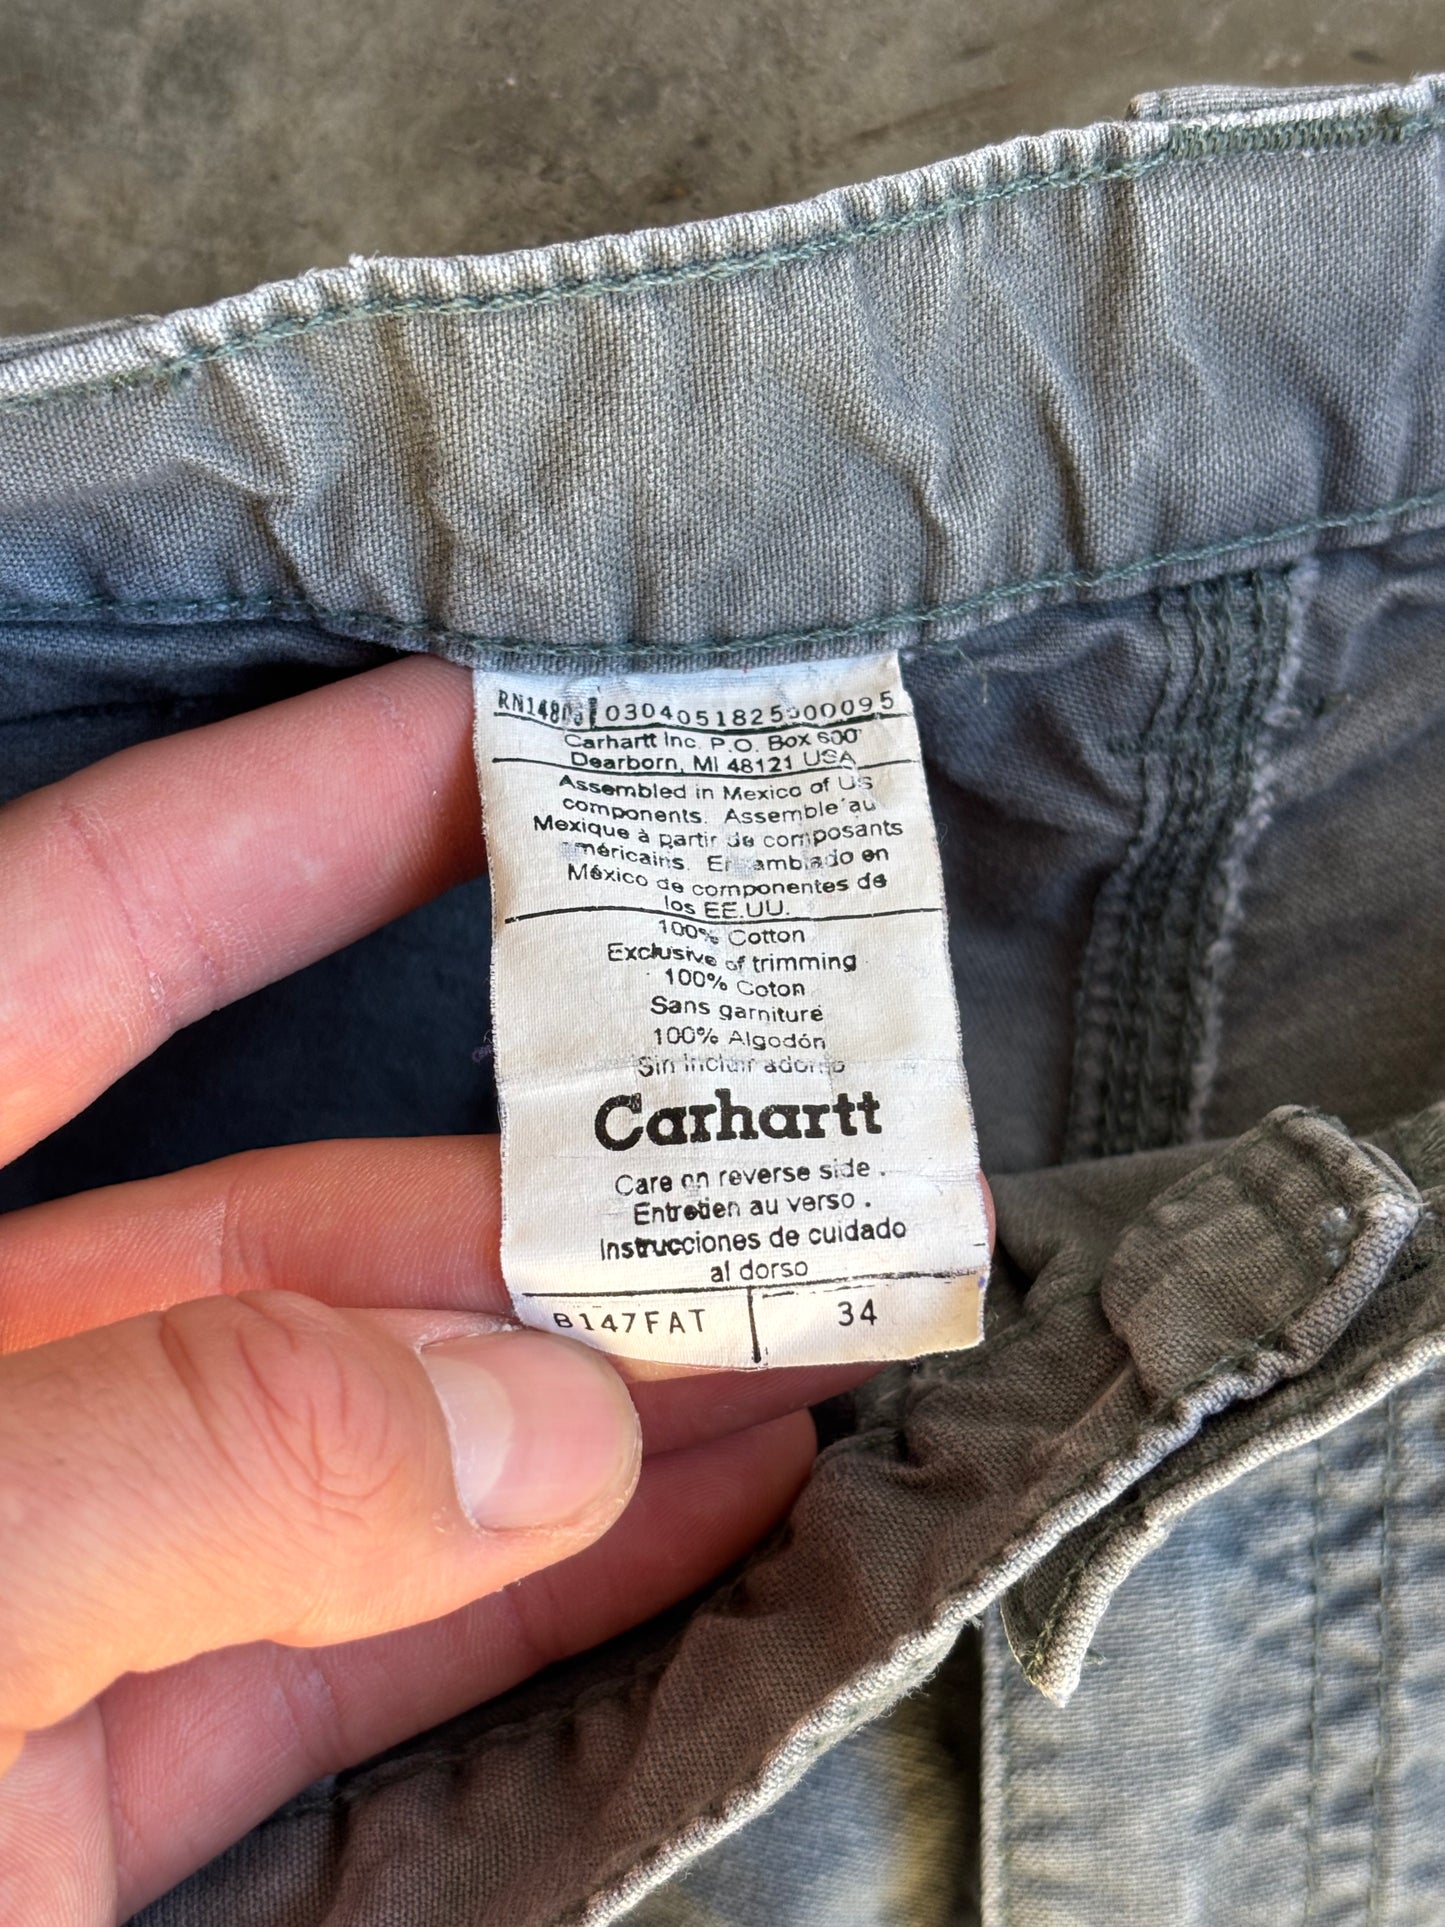 030405182500095
Carhartt Inc. P.O. Box 600
Dearborn, MI 48121 USA
Assembled in Mexico of US
components. Assemblé au
Mexique à partir de composants
américains. Ensamblado en
México de componentes de
los EE.UU.
100% Cotton
Exclusive of trimming
100% Coton
Sans garniture
100% Algodón
Sin incluir adorno
Carhartt
Care on reverse side .
Entretien au verso .
Instrucciones de cuidado
al dorso
B147FAT 34